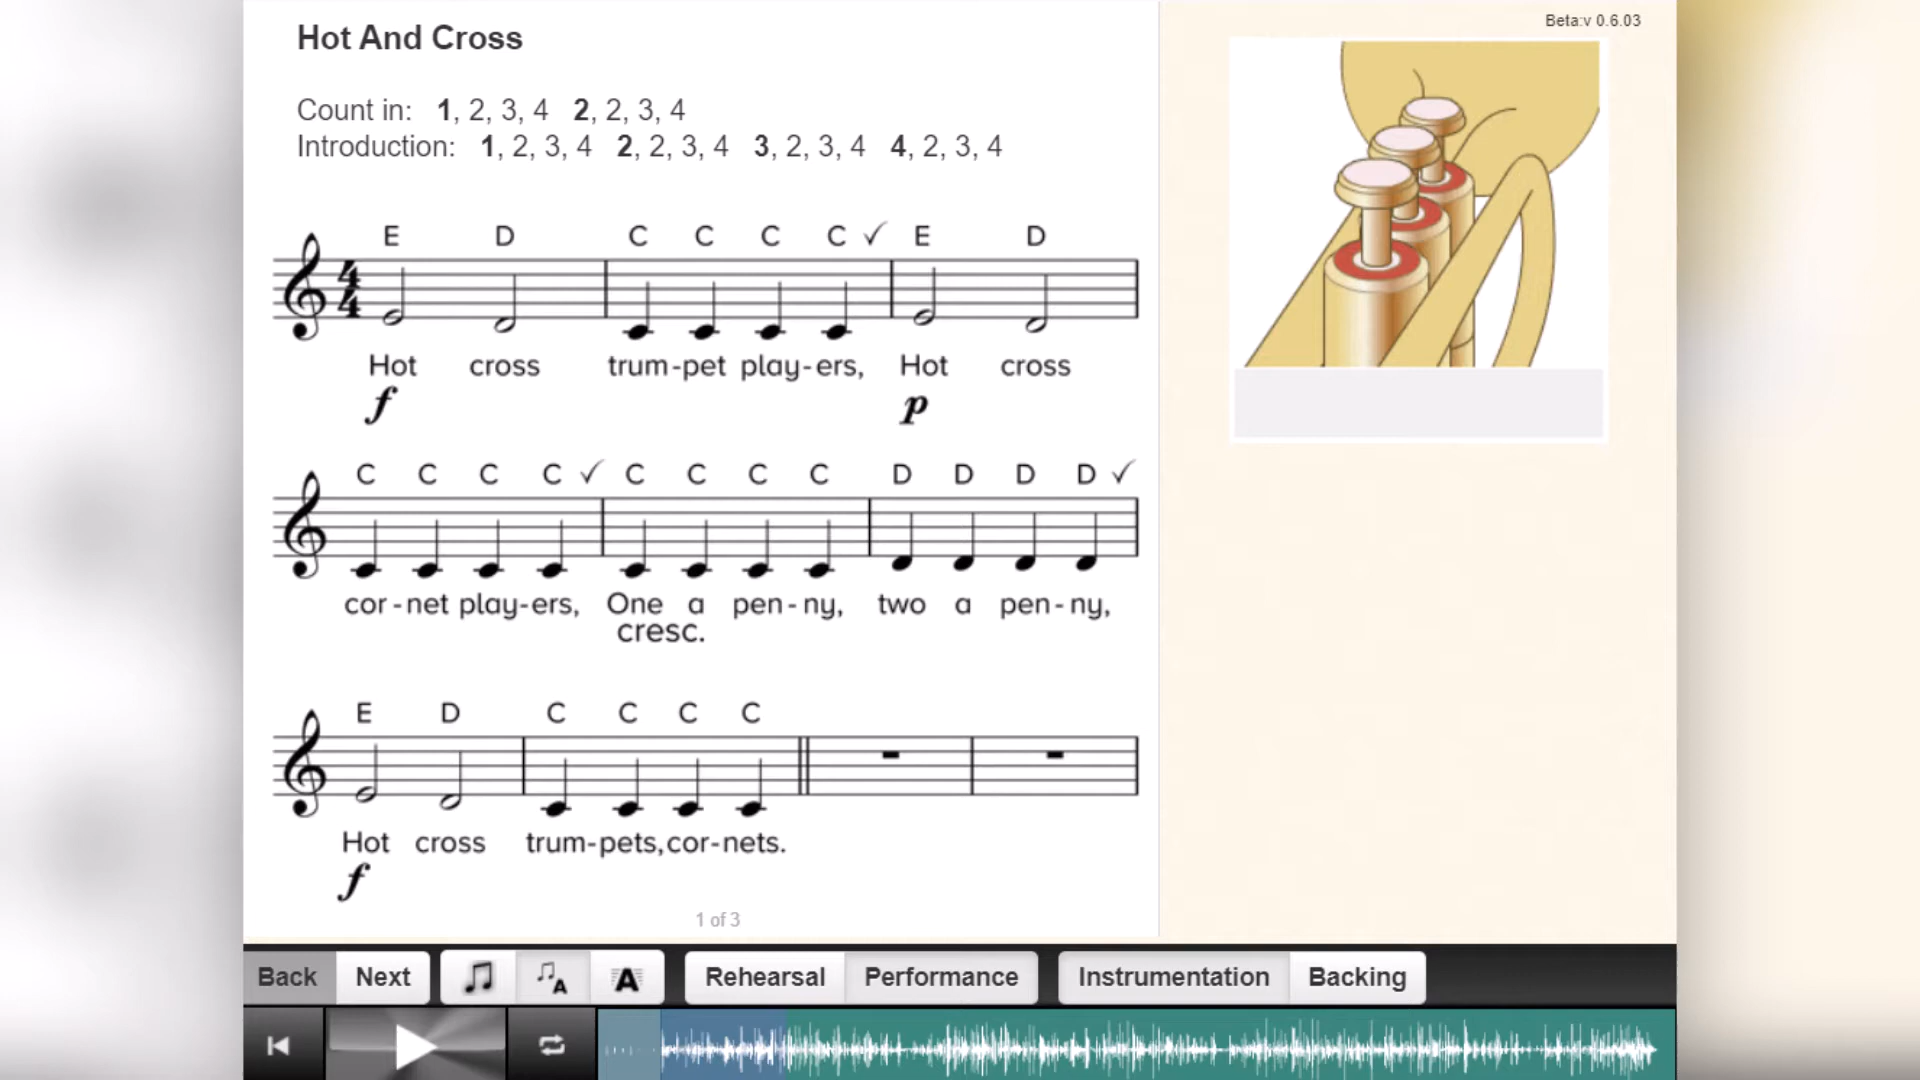 Hot And Cross
Beta:v 0.6.03
Count in: 1, 2, 3, 4 2, 2, 3, 4
Introduction: 1, 2, 3, 4 2, 2, 3, 4 3, 2, 3, 4 4, 2, 3, 4
E D C C C C ✓ E D
4
4
Hot cross trum-pet play-ers, Hot cross
f p
C C C C ✓ C C C C D D D D ✓
cor-net play-ers, One a pen-ny, two a pen-ny,
cresc.
E D C C C C
Hot cross trum-pets, cor-nets.
f
1 of 3
Back Next A A Rehearsal Performance Instrumentation Backing